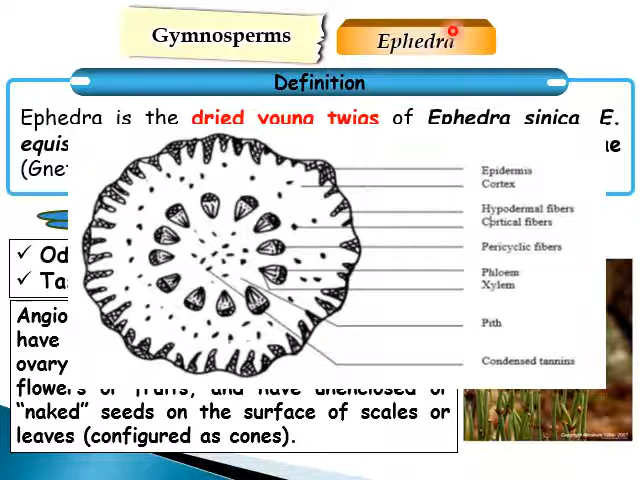 Gymnosperms
Ephedra
Definition
Ephedra is the dried young twigs of Ephedra sinica, E.
equis
(Gnet
Epidermis
Cortex
Hypodermal fibers
Cortical fibers
Pericyclic fibers
Phloem
Xylem
Pith
Condensed tannins
✓ Od
✓ Ta
Angio
have
ovary
flowers or fruits, and have unenclosed or
“naked” seeds on the surface of scales or
leaves (configured as cones).